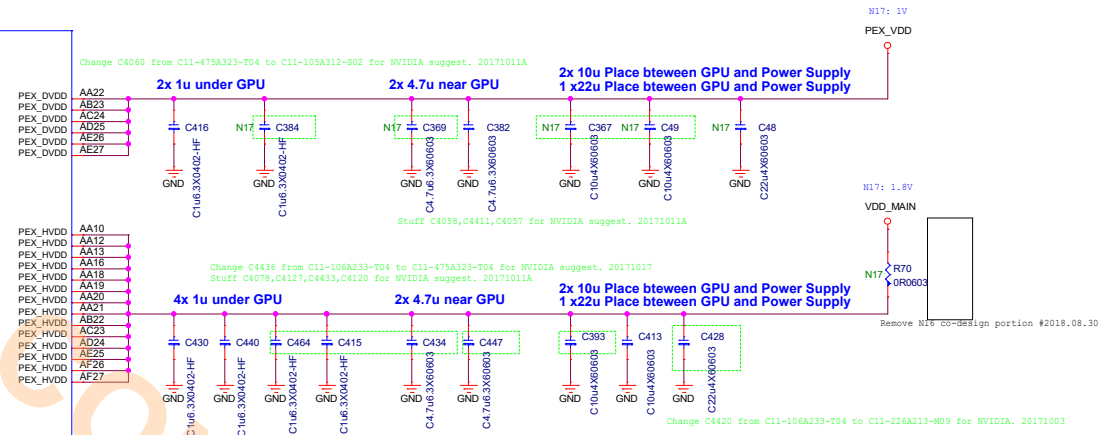 N17: 1V
PEX_VDD
Change C4060 from C11-475A323-T04 to C11-105A312-S02 for NVIDIA suggest. 20171011A
2x 1u under GPU
2x 4.7u near GPU
2x 10u Place bteween GPU and Power Supply
1 x22u Place bteween GPU and Power Supply
PEX_DVDD AA22
PEX_DVDD AB23
PEX_DVDD AC24
PEX_DVDD AD25
PEX_DVDD AE26
PEX_DVDD AE27
C416
N17 C384
N17 C369
C382
N17 C367
N17 C49
N17 C48
GND
GND
GND
GND
GND
GND
GND
C1u6.3X0402-HF
C1u6.3X0402-HF
C4.7u6.3X60603
C4.7u6.3X60603
C10u4X60603
C10u4X60603
C22u4X60603
N17: 1.8V
VDD_MAIN
Stuff C4098,C4411,C4057 for NVIDIA suggest. 20171011A
PEX_HVDD AA10
PEX_HVDD AA12
PEX_HVDD AA13
PEX_HVDD AA16
PEX_HVDD AA18
PEX_HVDD AA19
PEX_HVDD AA20
PEX_HVDD AA21
PEX_HVDD AB22
PEX_HVDD AC23
PEX_HVDD AD24
PEX_HVDD AE25
PEX_HVDD AF26
PEX_HVDD AF27
Change C4436 from C11-106A233-T04 to C11-475A323-T04 for NVIDIA suggest. 20171017
Stuff C4078,C4127,C4433,C4120 for NVIDIA suggest. 20171011A
N17 R70
0R0603
4x 1u under GPU
2x 4.7u near GPU
2x 10u Place bteween GPU and Power Supply
1 x22u Place bteween GPU and Power Supply
Remove N16 co-design portion #2018.08.30
C430
C440
C464
C415
C434
C447
C393
C413
C428
GND
GND
GND
GND
GND
GND
GND
GND
GND
C1u6.3X0402-HF
C1u6.3X0402-HF
C1u6.3X0402-HF
C1u6.3X0402-HF
C4.7u6.3X60603
C4.7u6.3X60603
C10u4X60603
C10u4X60603
C22u4X60603
Change C4420 from C11-106A233-T04 to C11-226A213-M09 for NVIDIA. 20171003